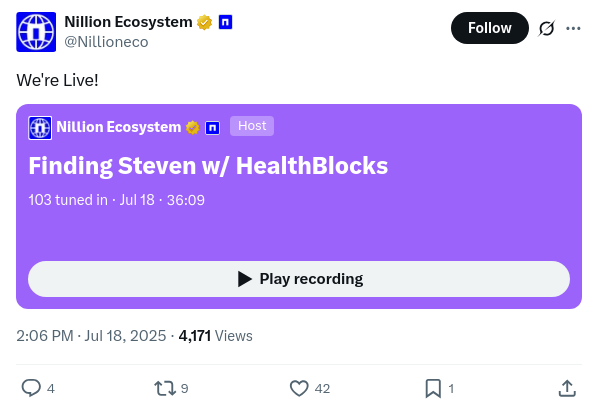 Nillion Ecosystem
@Nillioneco
Follow
We're Live!
Nillion Ecosystem Host
Finding Steven w/ HealthBlocks
103 tuned in · Jul 18 · 36:09
Play recording
2:06 PM · Jul 18, 2025 · 4,171 Views
4 9 42 1